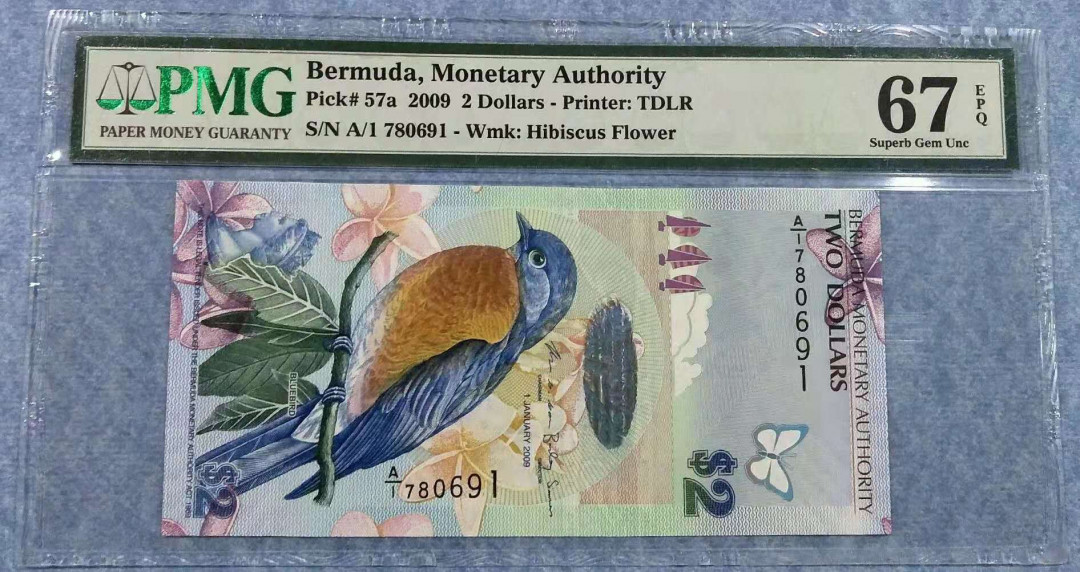 PMG
PAPER MONEY GUARANTY
Bermuda, Monetary Authority
Pick# 57a 2009 2 Dollars - Printer: TDLR
S/N A/1 780691 - Wmk: Hibiscus Flower
67
EPQ
Superb Gem Unc
BERMUDA MONETARY AUTHORITY
TWO DOLLARS
A/1 780691
BLUEBIRD
CHAIRMAN
DIRECTOR
1 JANUARY 2009
A/1 780691
$2
$2